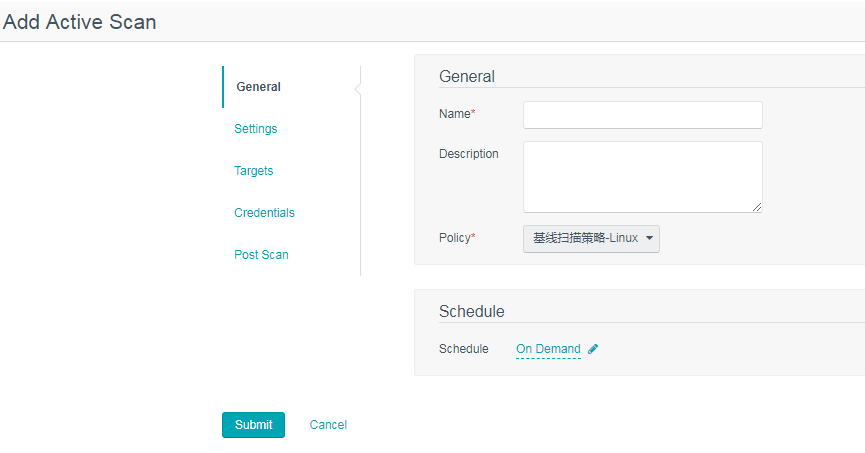 Add Active Scan
General
Settings
Targets
Credentials
Post Scan
General
Name*
Description
Policy*
基线扫描策略-Linux
Schedule
Schedule
On Demand
Submit
Cancel